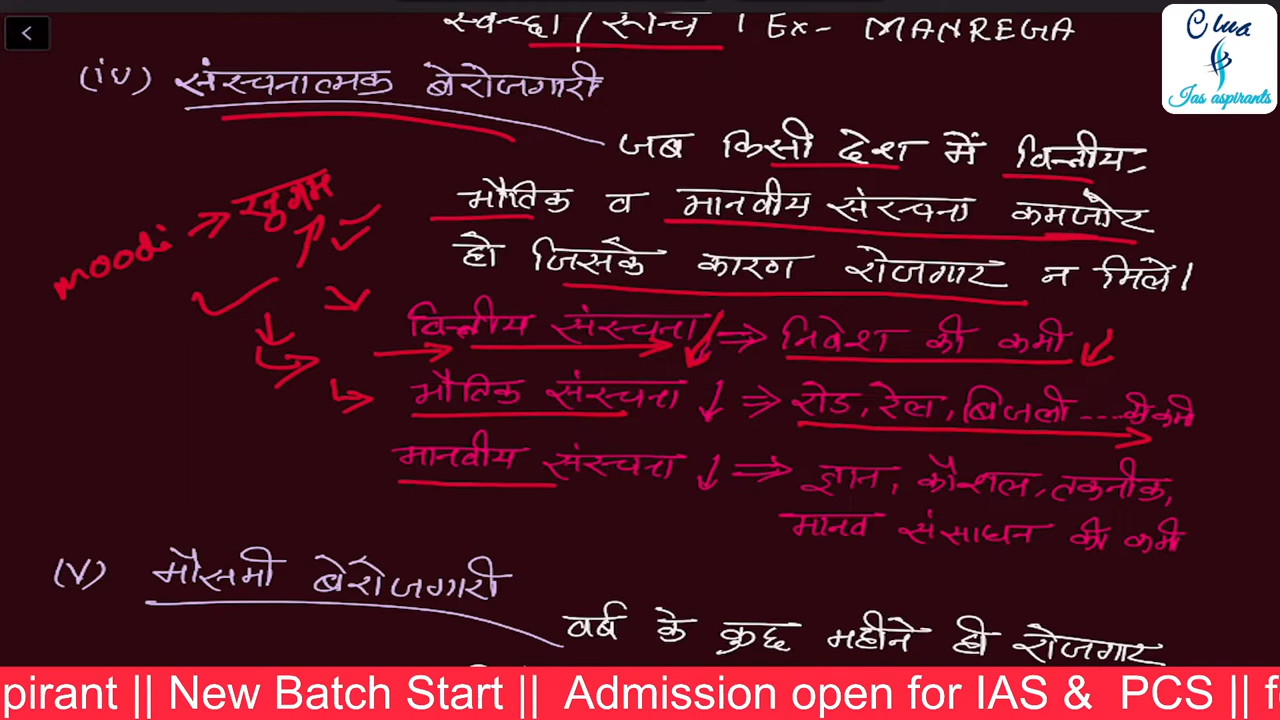 स्वेच्छा / रूचि । Ex- MANREGA
Clua
Ias aspirants
(iv) संरचनात्मक बेरोजगारी
जब किसी देश में वित्तीय,
भौतिक व मानवीय संरचना कमजोर
हो जिसके कारण रोजगार न मिले।
moodi
वित्तीय संरचना ↓ ⇒ निवेश की कमी ↓
भौतिक संरचना ↓ ⇒ रोड, रेल, बिजली .... की कमी
मानवीय संरचना ↓ ⇒ ज्ञान, कौशल, तकनीक,
मानव संसाधन की कमी
(v) मौसमी बेरोजगारी
वर्ष के कुछ महीने ही रोजगार
pirant || New Batch Start || Admission open for IAS & PCS || f